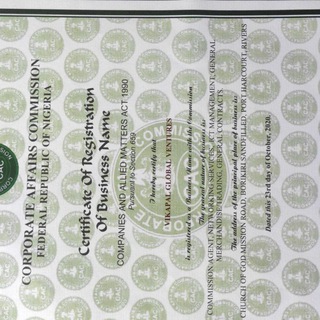 CORPORATE AFFAIRS COMMISSION
FEDERAL REPUBLIC OF NIGERIA
Certificate Of Registration
Of Business Name
COMPANIES AND ALLIED MATTERS ACT 1990
Pursuant to Section 659
I hereby certify that
GLOBAL VENTURES
is registered as a Business Name with the Commission
The general nature of business is:
COMMISSION AGENT, NETWORKING SERVICES, ICT MANAGEMENT, GENERAL
MERCHANDISE, TRADING, GENERAL CONTRACTS
The address of the principal place of business is:
CHURCH OF GOD MISSION ROAD, BOROKIRI SANDFILLED, PORT HARCOURT, RIVERS
Dated this 23rd day of October, 2020.